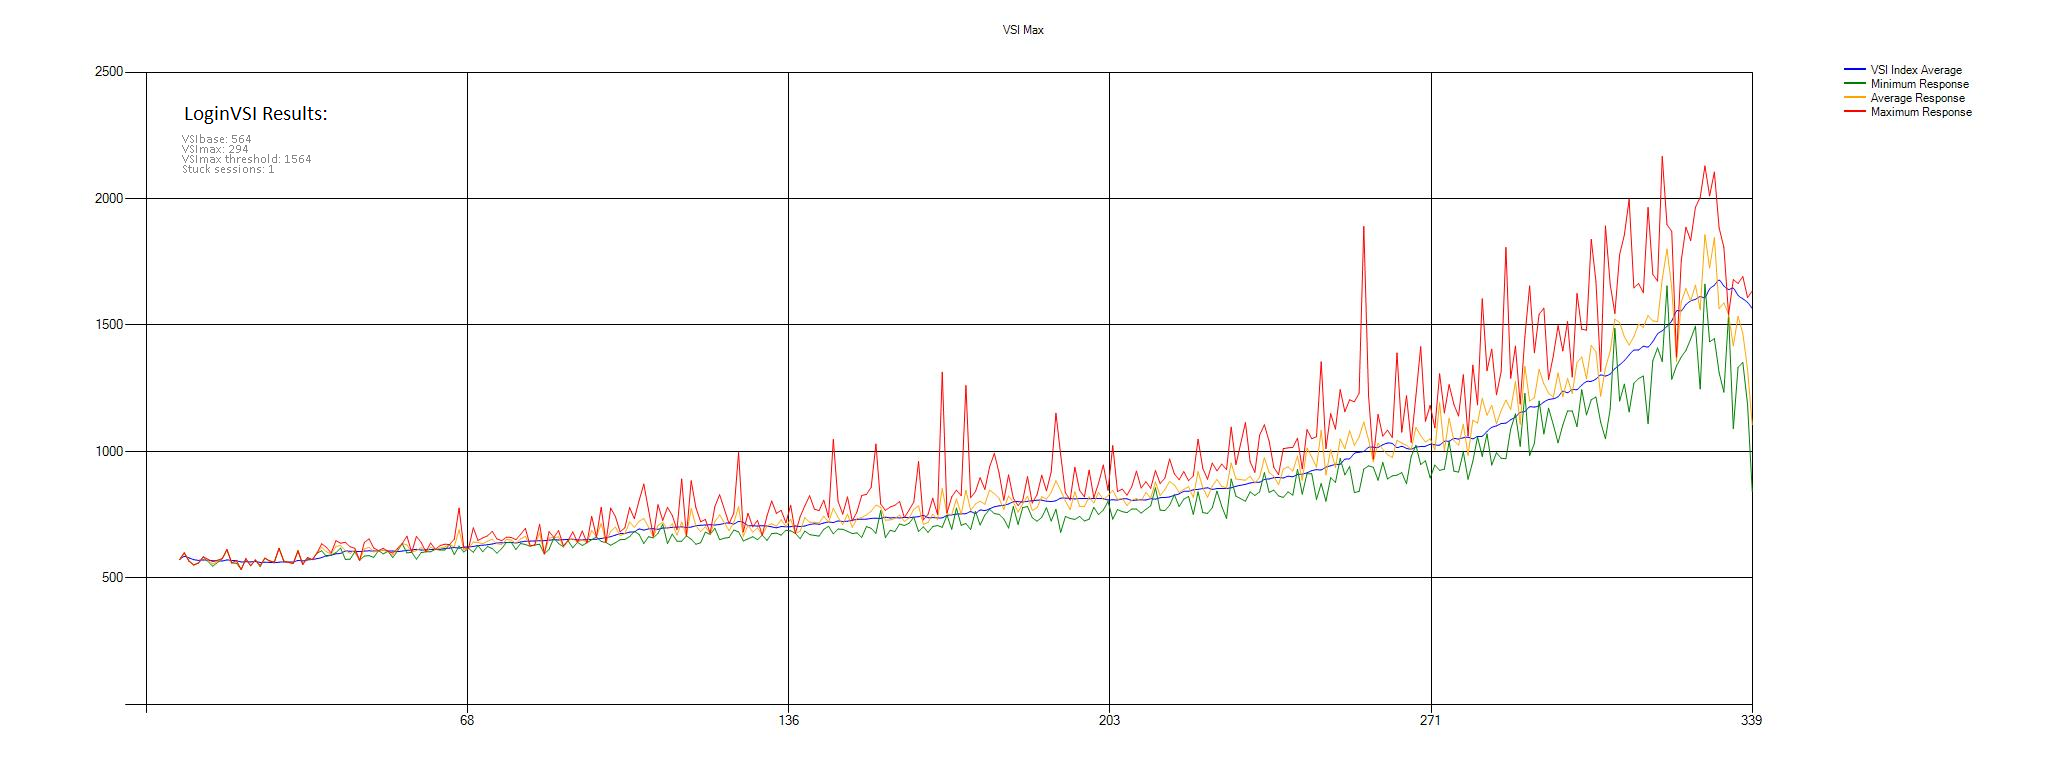 VSI Max
VSI Index Average
Minimum Response
Average Response
Maximum Response
2500
2000
1500
1000
500
LoginVSI Results:
VSIbase: 564
VSImax: 294
VSImax threshold: 1564
Stuck sessions: 1
68
136
203
271
339